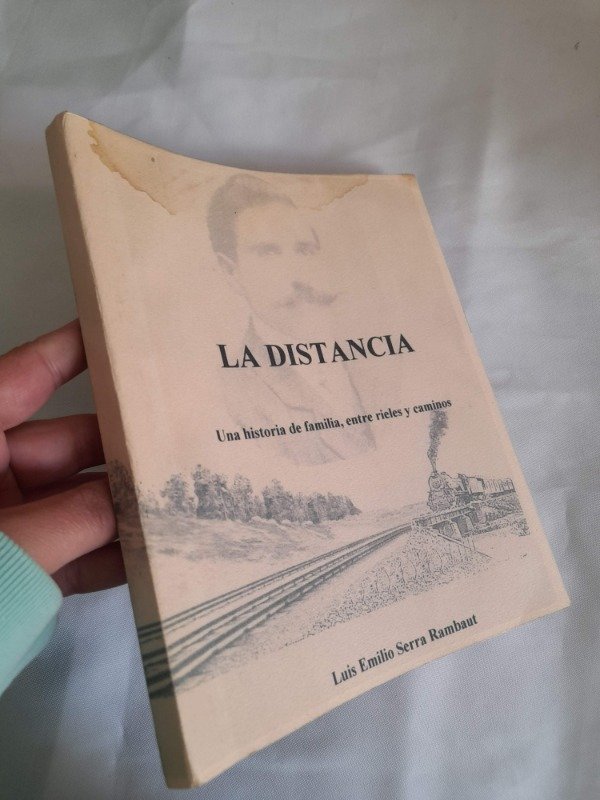 LA DISTANCIA
Una historia de familia, entre rieles y caminos
Luis Emilio Serra Rambaut